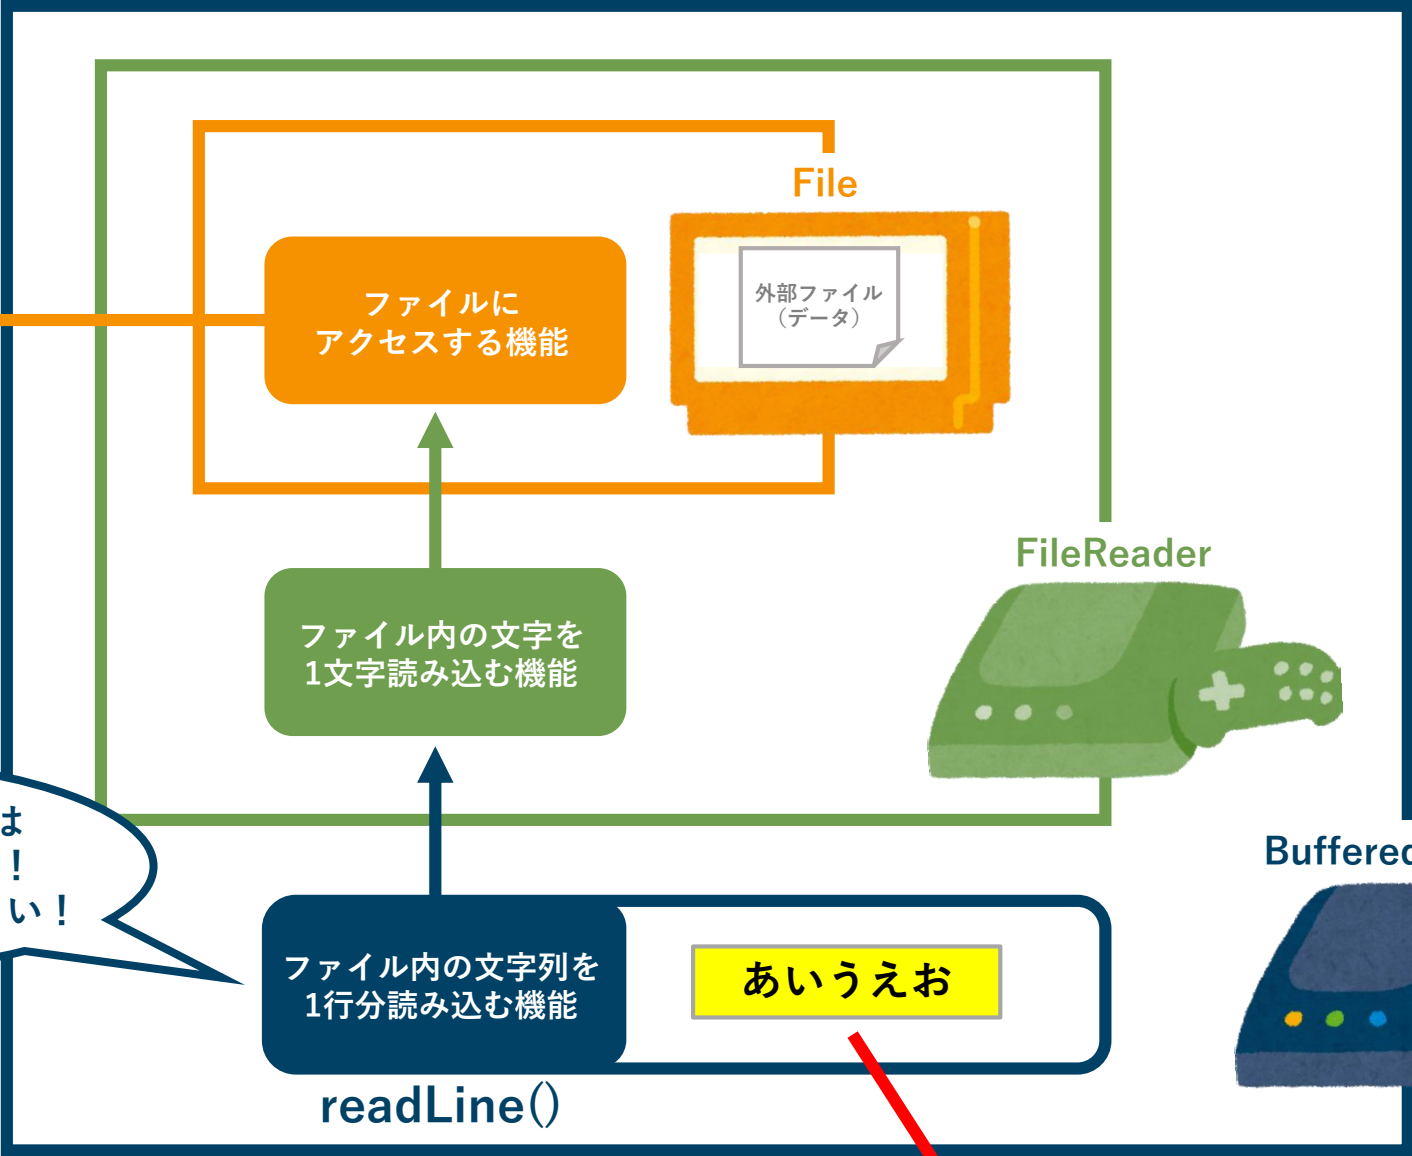 File
外部ファイル
（データ）
ファイルに
アクセスする機能
FileReader
ファイル内の文字を
1文字読み込む機能
は
！
い！
Buffered
ファイル内の文字列を
1行分読み込む機能
あいうえお
readLine()